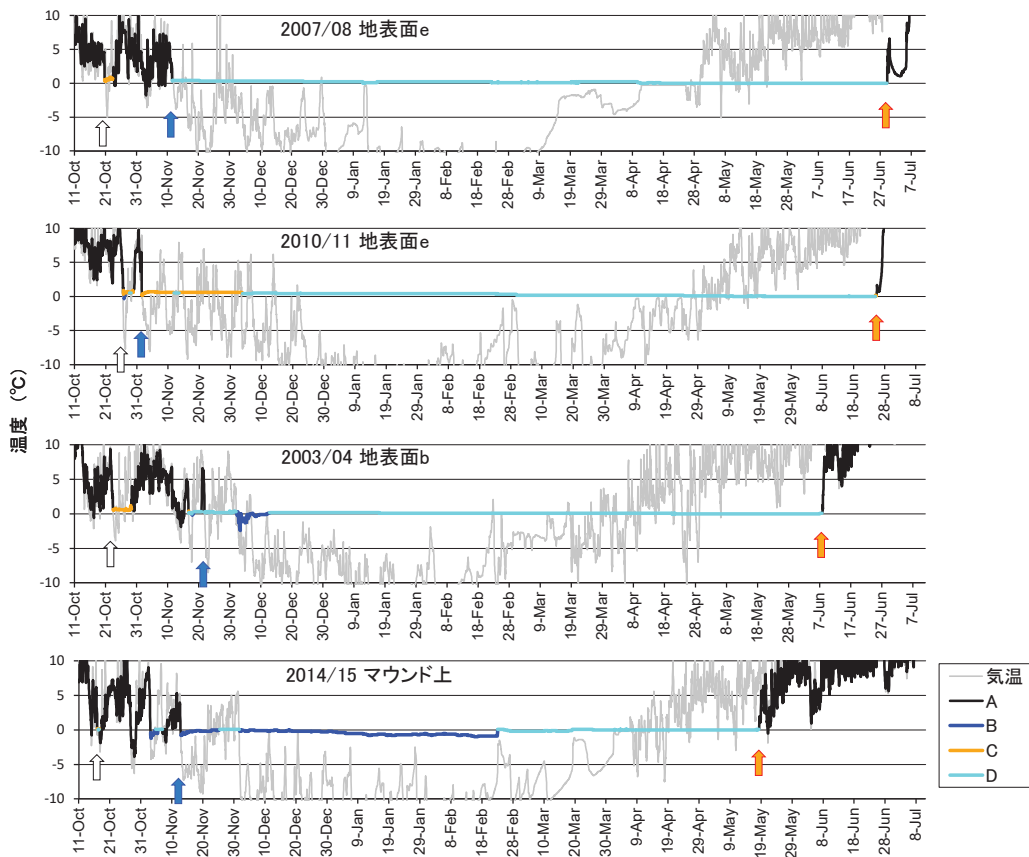 温度 (℃)
2007/08 地表面e
10
5
0
-5
-10
11-Oct 21-Oct 31-Oct 10-Nov 20-Nov 30-Nov 10-Dec 20-Dec 30-Dec 9-Jan 19-Jan 29-Jan 8-Feb 18-Feb 28-Feb 9-Mar 19-Mar 29-Mar 8-Apr 18-Apr 28-Apr 8-May 18-May 28-May 7-Jun 17-Jun 27-Jun 7-Jul
2010/11 地表面e
10
5
0
-5
-10
11-Oct 21-Oct 31-Oct 10-Nov 20-Nov 30-Nov 10-Dec 20-Dec 30-Dec 9-Jan 19-Jan 29-Jan 8-Feb 18-Feb 28-Feb 10-Mar 20-Mar 30-Mar 9-Apr 19-Apr 29-Apr 9-May 19-May 29-May 8-Jun 18-Jun 28-Jun 8-Jul
2003/04 地表面b
10
5
0
-5
-10
11-Oct 21-Oct 31-Oct 10-Nov 20-Nov 30-Nov 10-Dec 20-Dec 30-Dec 9-Jan 19-Jan 29-Jan 8-Feb 18-Feb 28-Feb 9-Mar 19-Mar 29-Mar 8-Apr 18-Apr 28-Apr 8-May 18-May 28-May 7-Jun 17-Jun 27-Jun 7-Jul
2014/15 マウンド上
10
5
0
-5
-10
11-Oct 21-Oct 31-Oct 10-Nov 20-Nov 30-Nov 10-Dec 20-Dec 30-Dec 9-Jan 19-Jan 29-Jan 8-Feb 18-Feb 28-Feb 10-Mar 20-Mar 30-Mar 9-Apr 19-Apr 29-Apr 9-May 19-May 29-May 8-Jun 18-Jun 28-Jun 8-Jul
気温
A
B
C
D